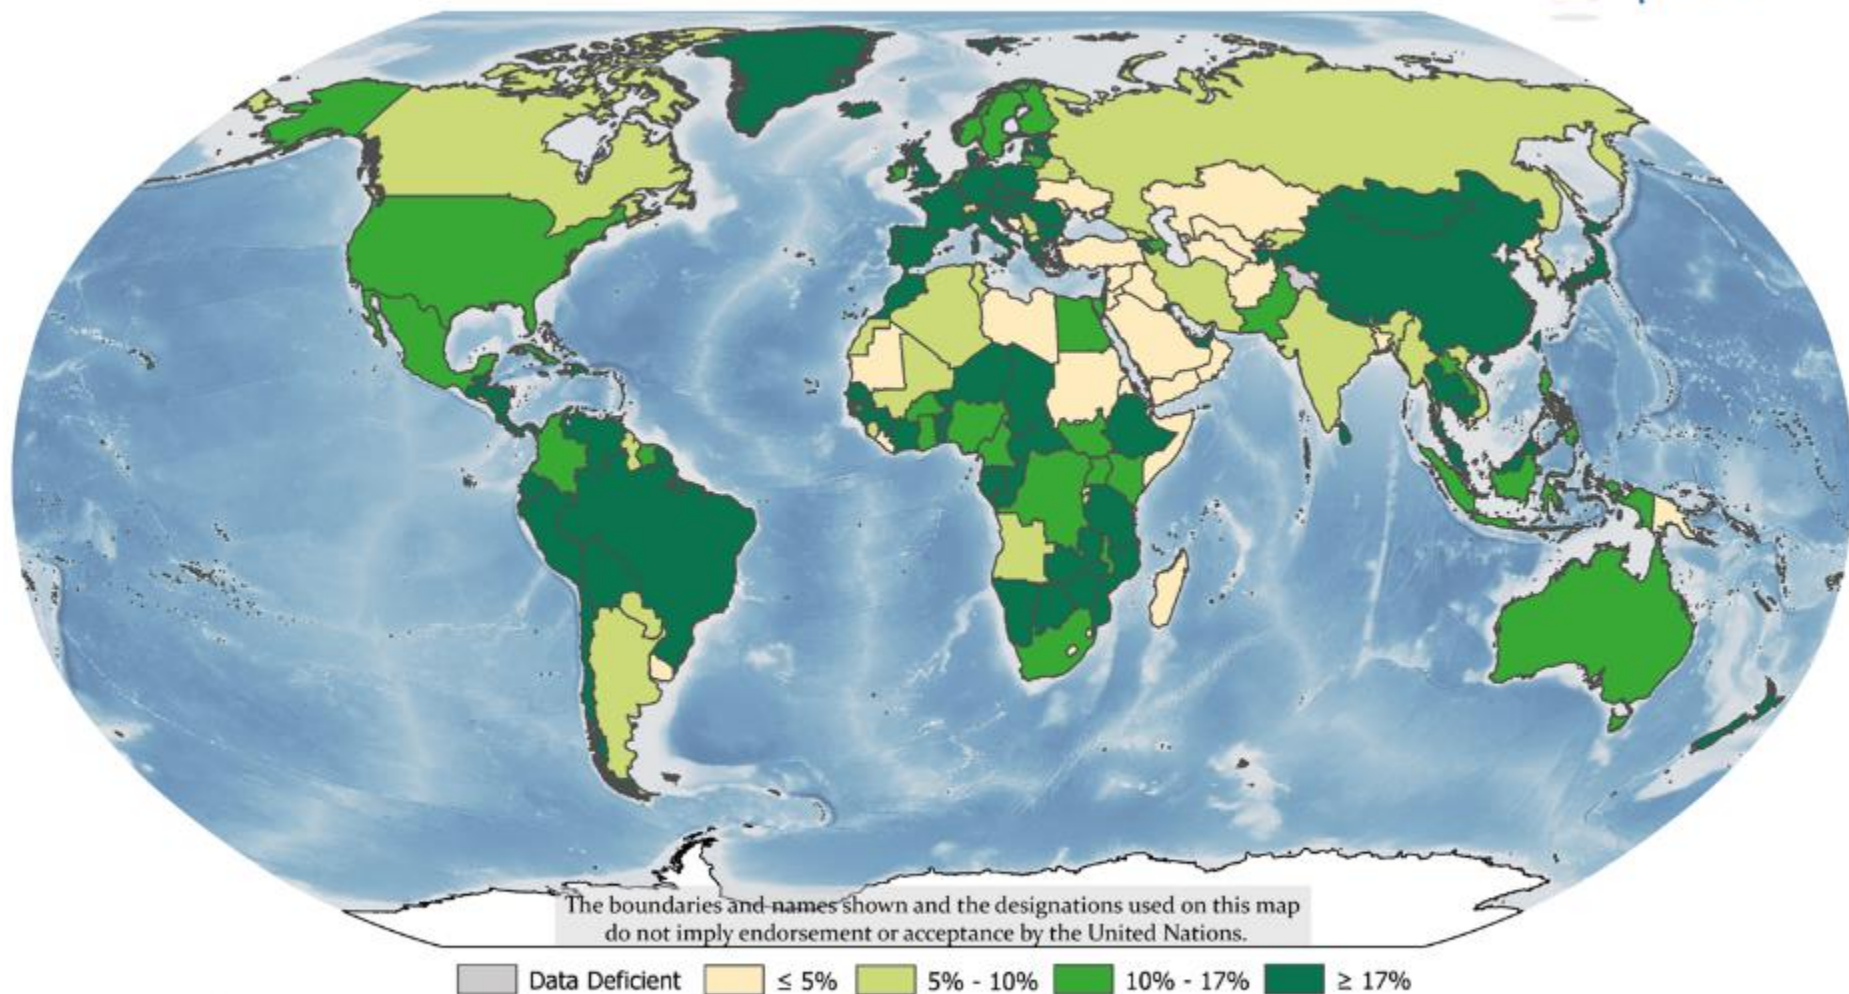 The boundaries and names shown and the designations used on this map
do not imply endorsement or acceptance by the United Nations.
Data Deficient ≤ 5% 5% - 10% 10% - 17% ≥ 17%